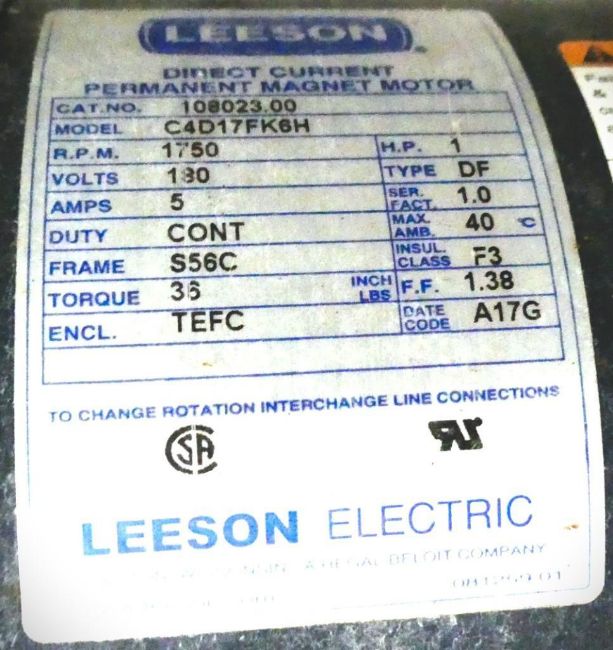 LEESON
DIRECT CURRENT
PERMANENT MAGNET MOTOR
CAT.NO. 108023.00
MODEL C4D17FK6H
R.P.M. 1750 H.P. 1
VOLTS 180 TYPE DF
AMPS 5 SER. FACT. 1.0
DUTY CONT MAX. AMB. 40 °C
FRAME S56C INSUL. CLASS F3
TORQUE 36 INCH LBS F.F. 1.38
ENCL. TEFC DATE CODE A17G
TO CHANGE ROTATION INTERCHANGE LINE CONNECTIONS
LEESON ELECTRIC
A REGAL-BELOIT COMPANY
081259.01